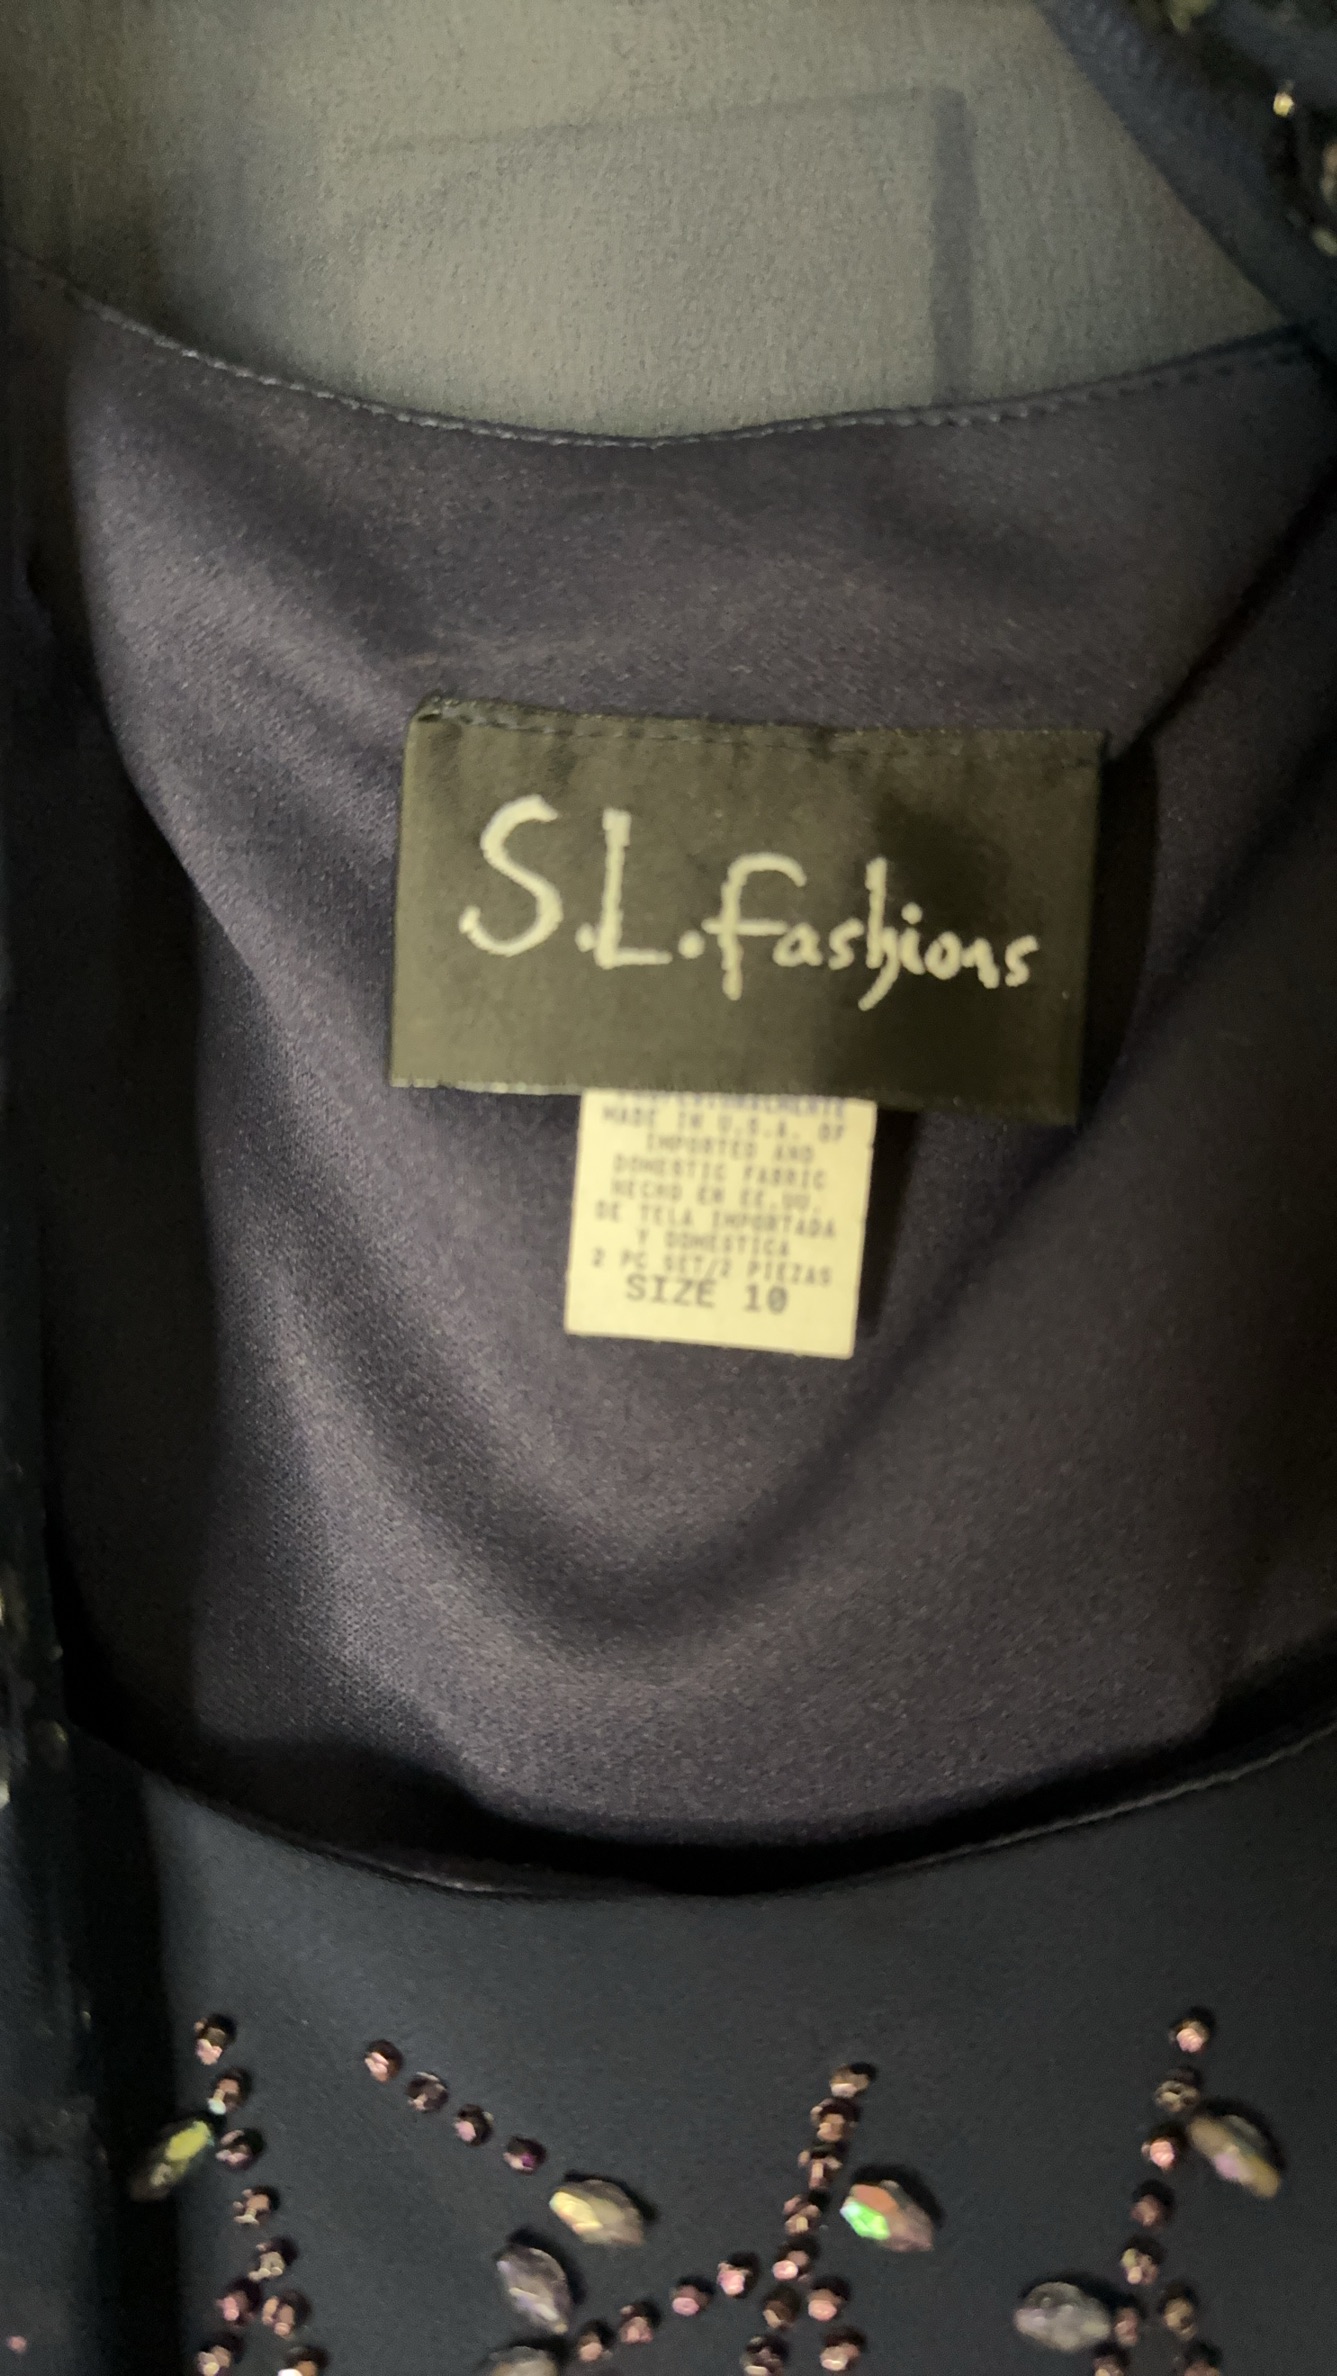 S.L.fashions
MADE IN U.S.A. OF
IMPORTED AND
DOMESTIC FABRIC
HECHO EN EE.UU.
DE TELA IMPORTADA
Y DOMESTICA
2 PC SET/2 PIEZAS
SIZE 10